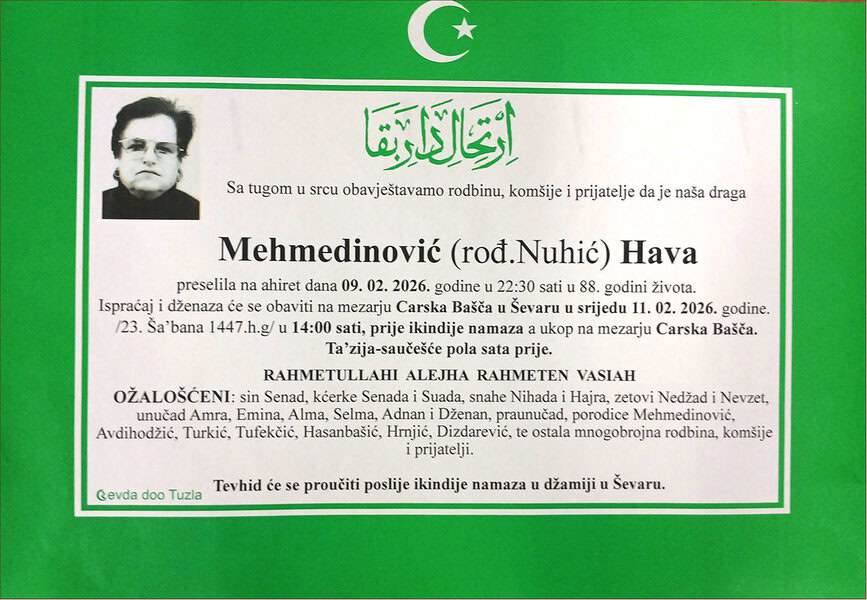 ارتحال دار بقا
Sa tugom u srcu obavještavamo rodbinu, komšije i prijatelje da je naša draga
Mehmedinović (rođ.Nuhić) Hava
preselila na ahiret dana 09. 02. 2026. godine u 22:30 sati u 88. godini života.
Ispraćaj i dženaza će se obaviti na mezarju Carska Bašča u Ševaru u srijedu 11. 02. 2026. godine.
/23. Ša’bana 1447.h.g/ u 14:00 sati, prije ikindije namaza a ukop na mezarju Carska Bašča.
Ta’zija-saučešće pola sata prije.
RAHMETULLAHI ALEJHA RAHMETEN VASIAH
OŽALOŠĆENI: sin Senad, kćerke Senada i Suada, snahe Nihada i Hajra, zetovi Nedžad i Nevzet,
unučad Amra, Emina, Alma, Selma, Adnan i Dženan, praunučad, porodice Mehmedinović,
Avdihodžić, Turkić, Tufekčić, Hasanbašić, Hrnjić, Dizdarević, te ostala mnogobrojna rodbina, komšije
i prijatelji.
Tevhid će se proučiti poslije ikindije namaza u džamiji u Ševaru.
Sevda doo Tuzla